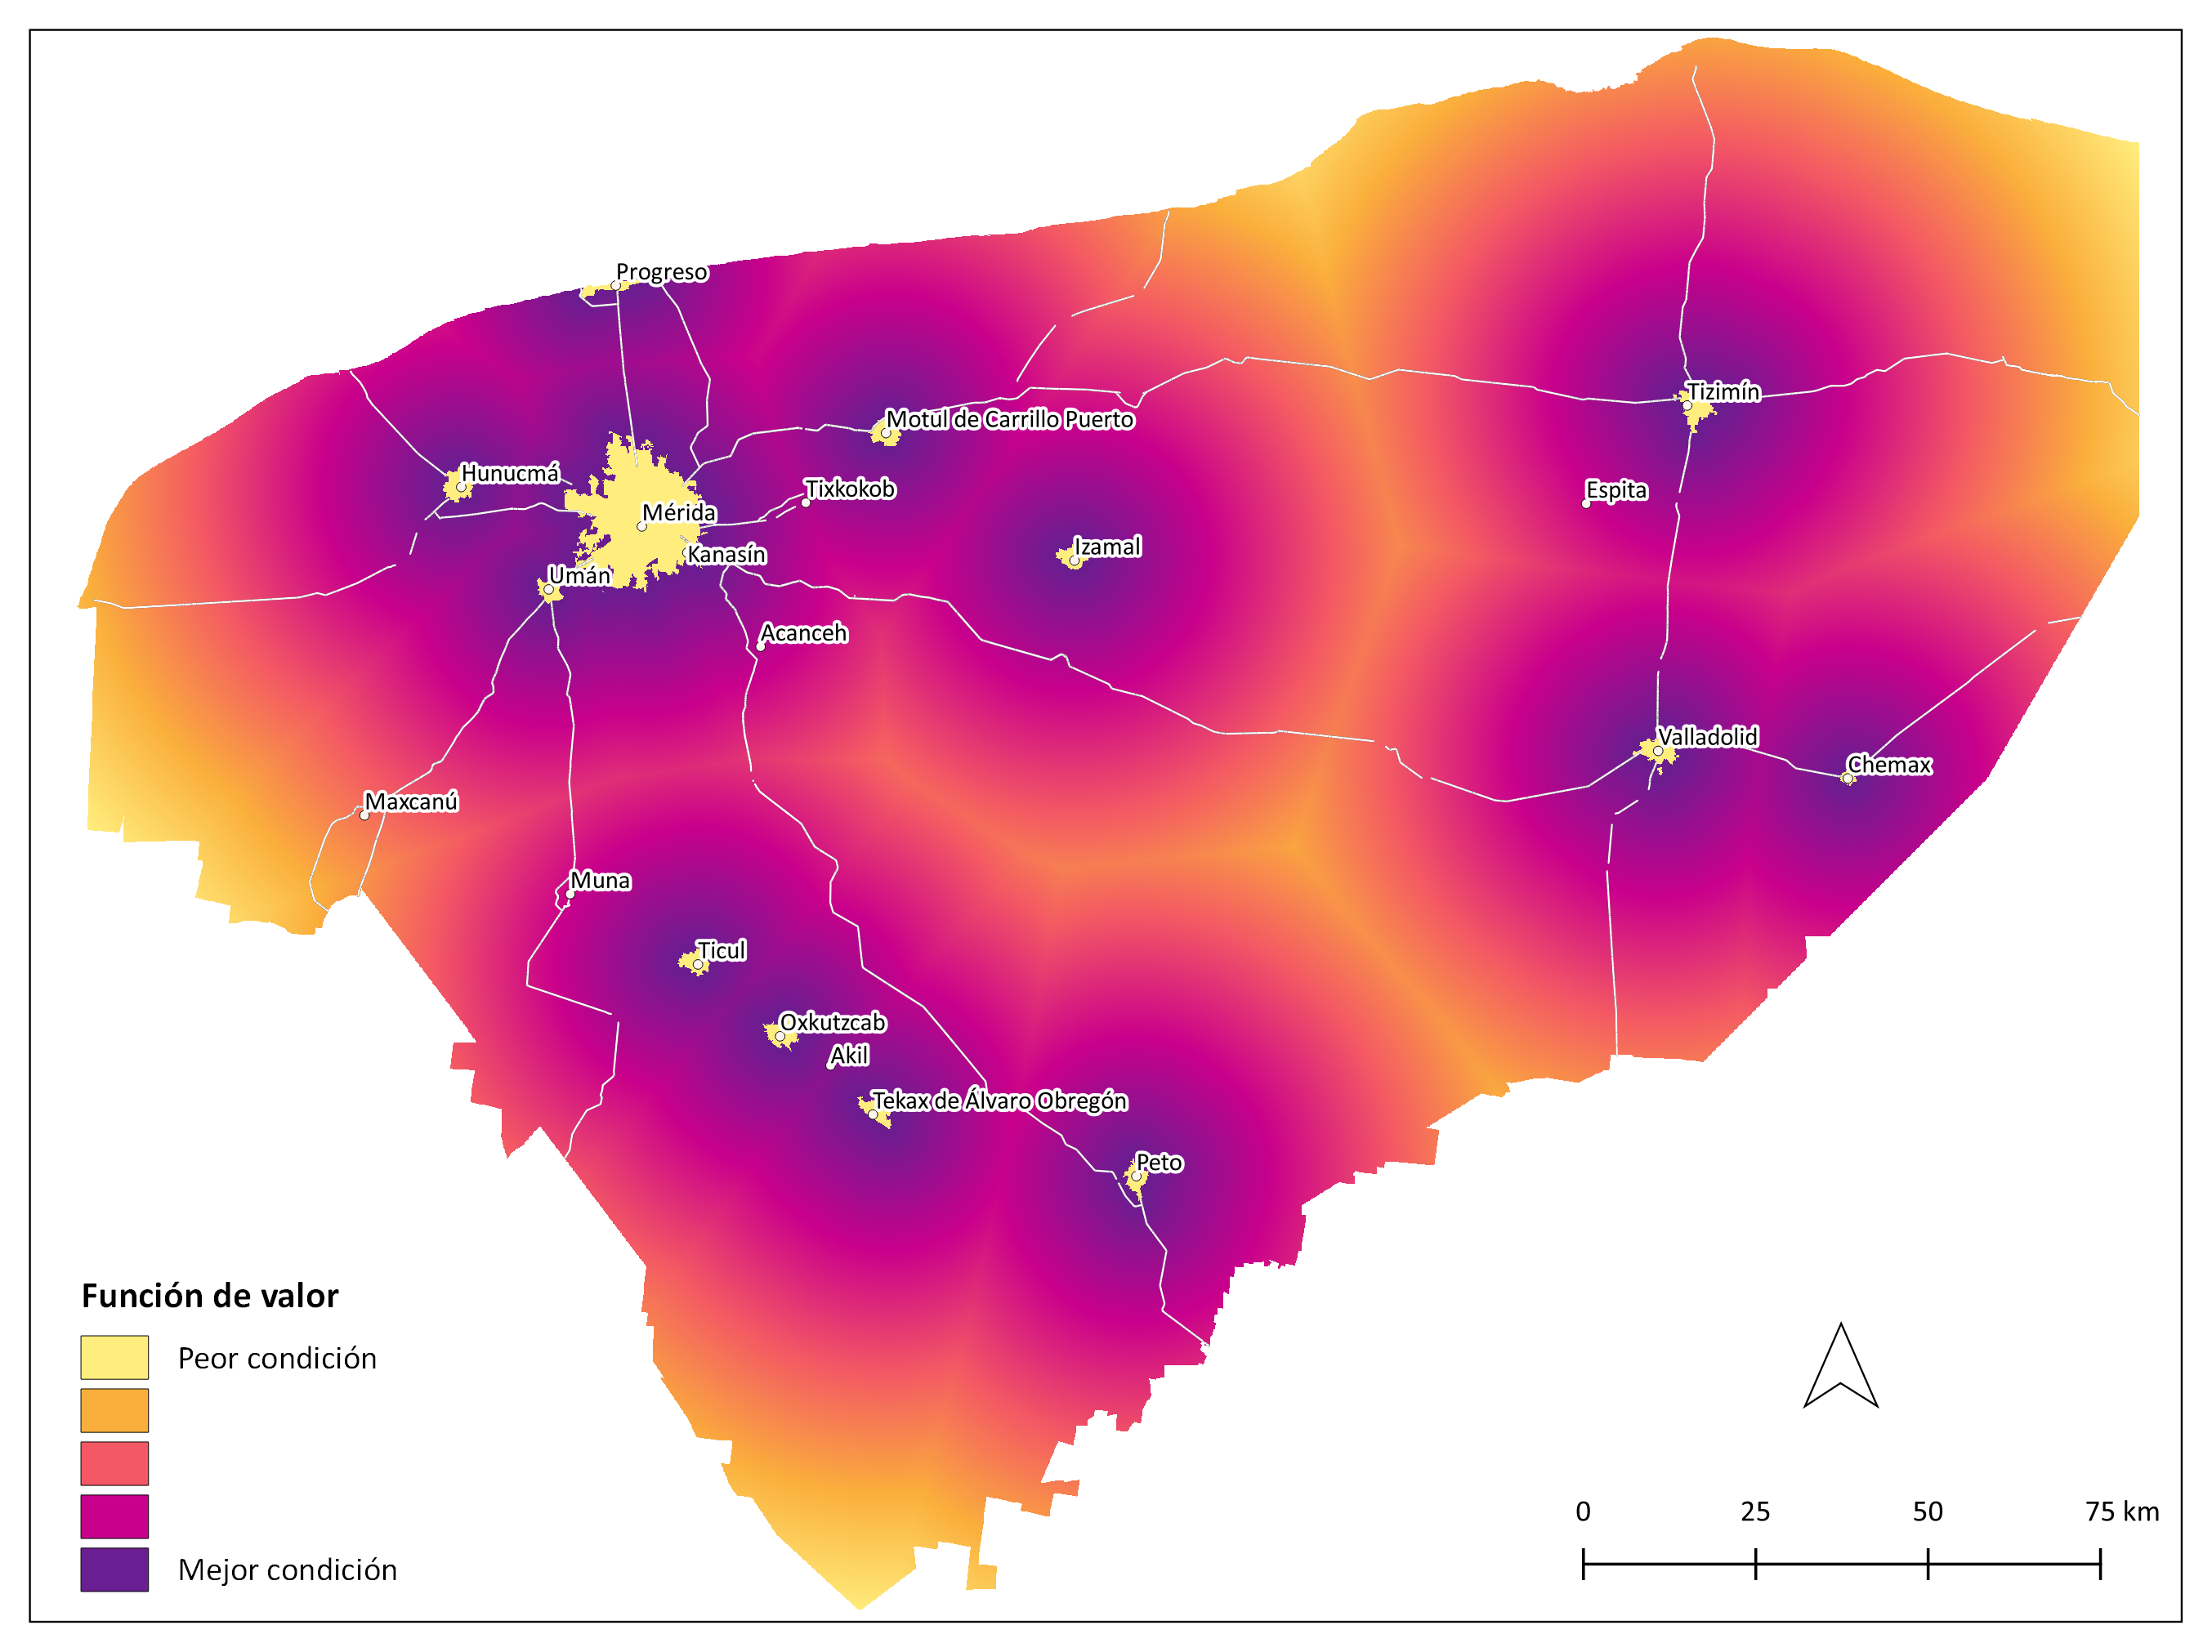 Progreso
Tizimín
Motul de Carrillo Puerto
Hunucmá
Tixkokob
Espita
Mérida
Izamal
Kanasín
Umán
Acanceh
Valladolid
Chemax
Maxcanú
Muna
Ticul
Oxkutzcab
Akil
Tekax de Álvaro Obregón
Peto
Función de valor
Peor condición
Mejor condición
0 25 50 75 km